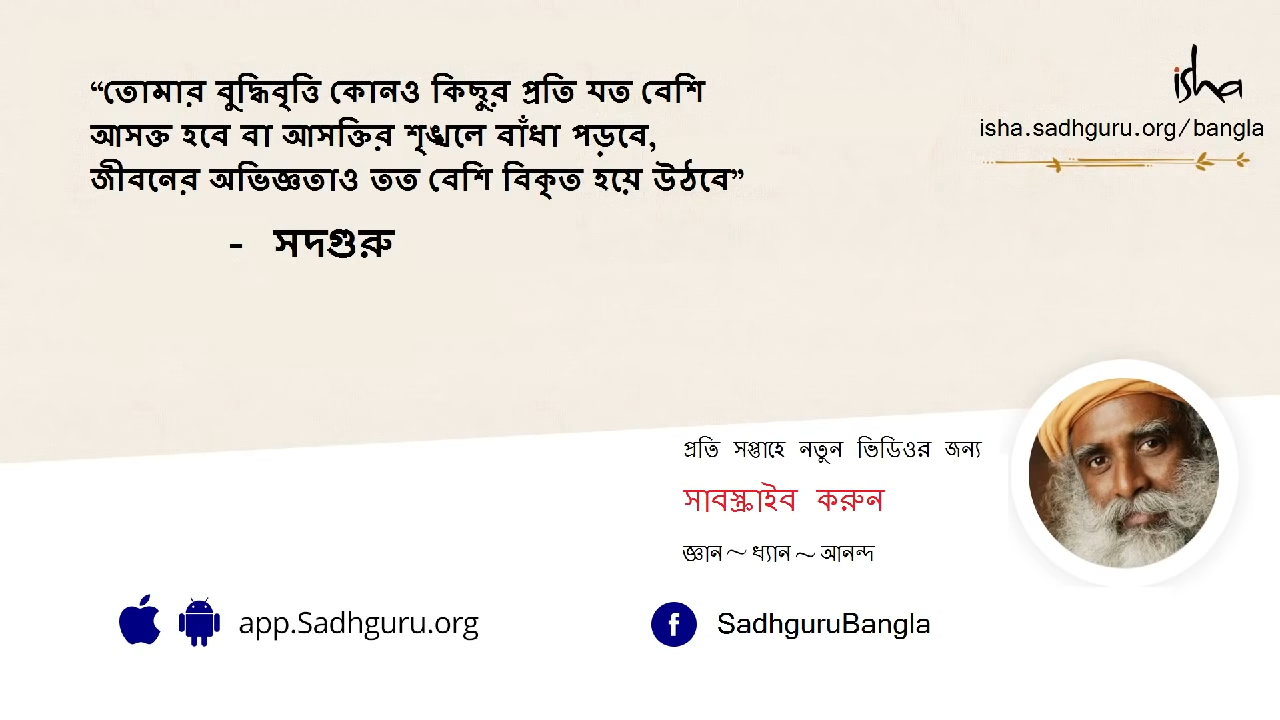 “তোমার বুদ্ধিবৃত্তি কোনও কিছুর প্রতি যত বেশি
আসক্ত হবে বা আসক্তির শৃঙ্খলে বাঁধা পড়বে,
জীবনের অভিজ্ঞতাও তত বেশি বিকৃত হয়ে উঠবে”
- সদগুরু
isha
isha.sadhguru.org/bangla
প্রতি সপ্তাহে নতুন ভিডিওর জন্য
সাবস্ক্রাইব করুন
জ্ঞান ~ ধ্যান ~ আনন্দ
app.Sadhguru.org
f SadhguruBangla